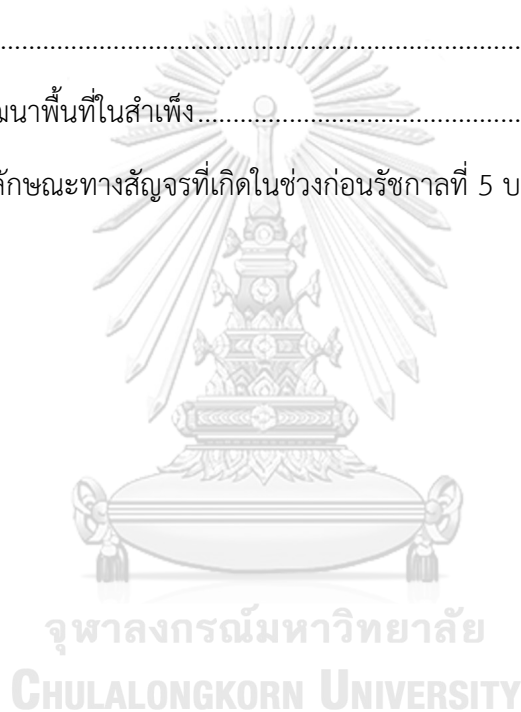 ......................................................................
ฒนาพื้นที่ในสำเพ็ง......................................................
ลักษณะทางสัญจรที่เกิดในช่วงก่อนรัชกาลที่ 5 บ
จุฬาลงกรณ์มหาวิทยาลัย
CHULALONGKORN UNIVERSITY